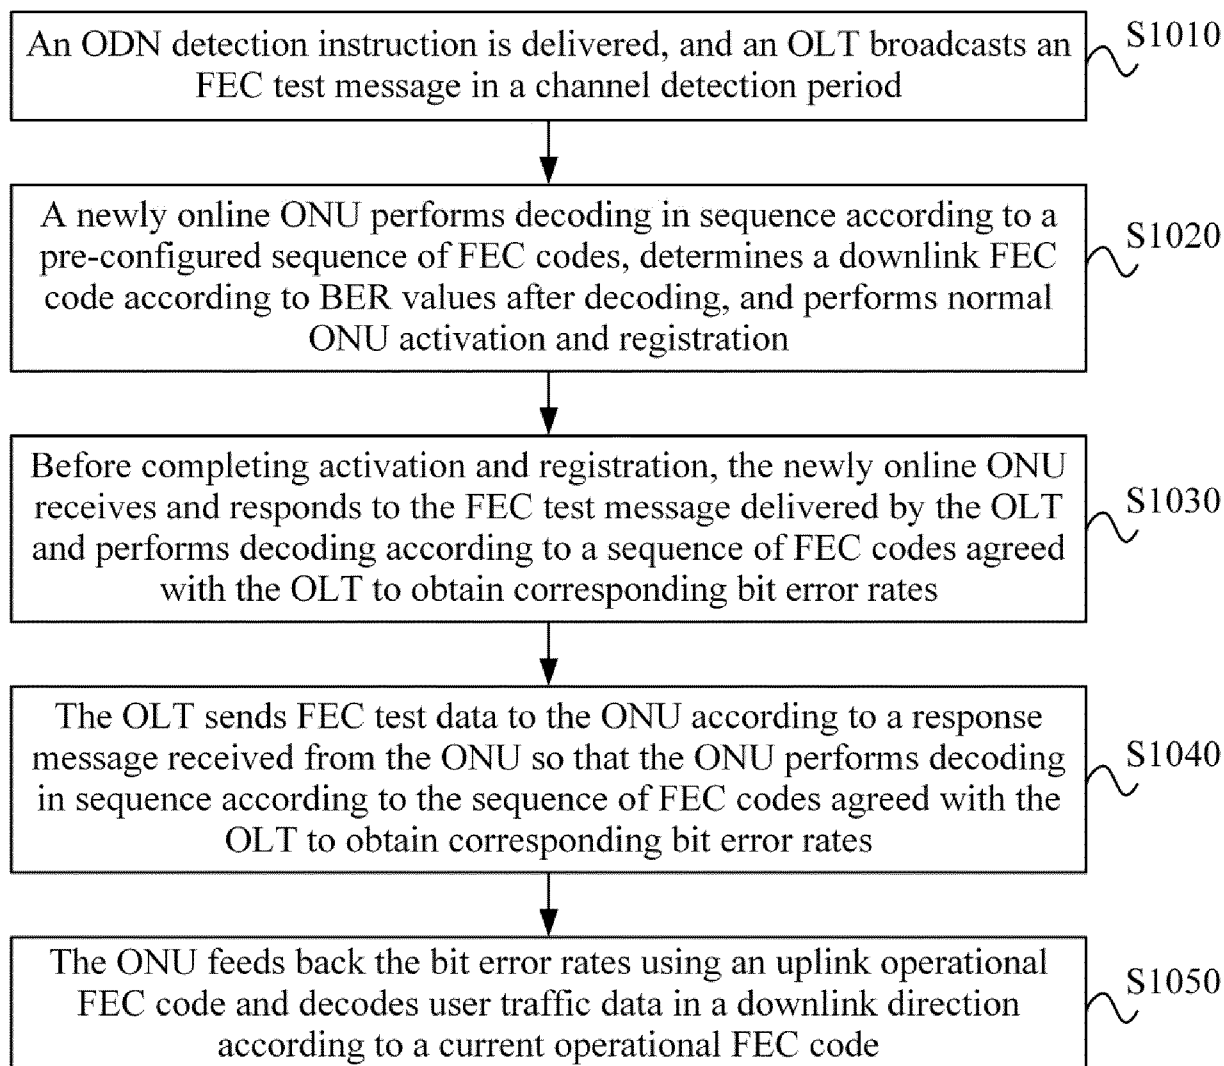 An ODN detection instruction is delivered, and an OLT broadcasts an
FEC test message in a channel detection period
S1010
A newly online ONU performs decoding in sequence according to a
pre-configured sequence of FEC codes, determines a downlink FEC
code according to BER values after decoding, and performs normal
ONU activation and registration
S1020
Before completing activation and registration, the newly online ONU
receives and responds to the FEC test message delivered by the OLT
and performs decoding according to a sequence of FEC codes agreed
with the OLT to obtain corresponding bit error rates
S1030
The OLT sends FEC test data to the ONU according to a response
message received from the ONU so that the ONU performs decoding
in sequence according to the sequence of FEC codes agreed with the
OLT to obtain corresponding bit error rates
S1040
The ONU feeds back the bit error rates using an uplink operational
FEC code and decodes user traffic data in a downlink direction
according to a current operational FEC code
S1050